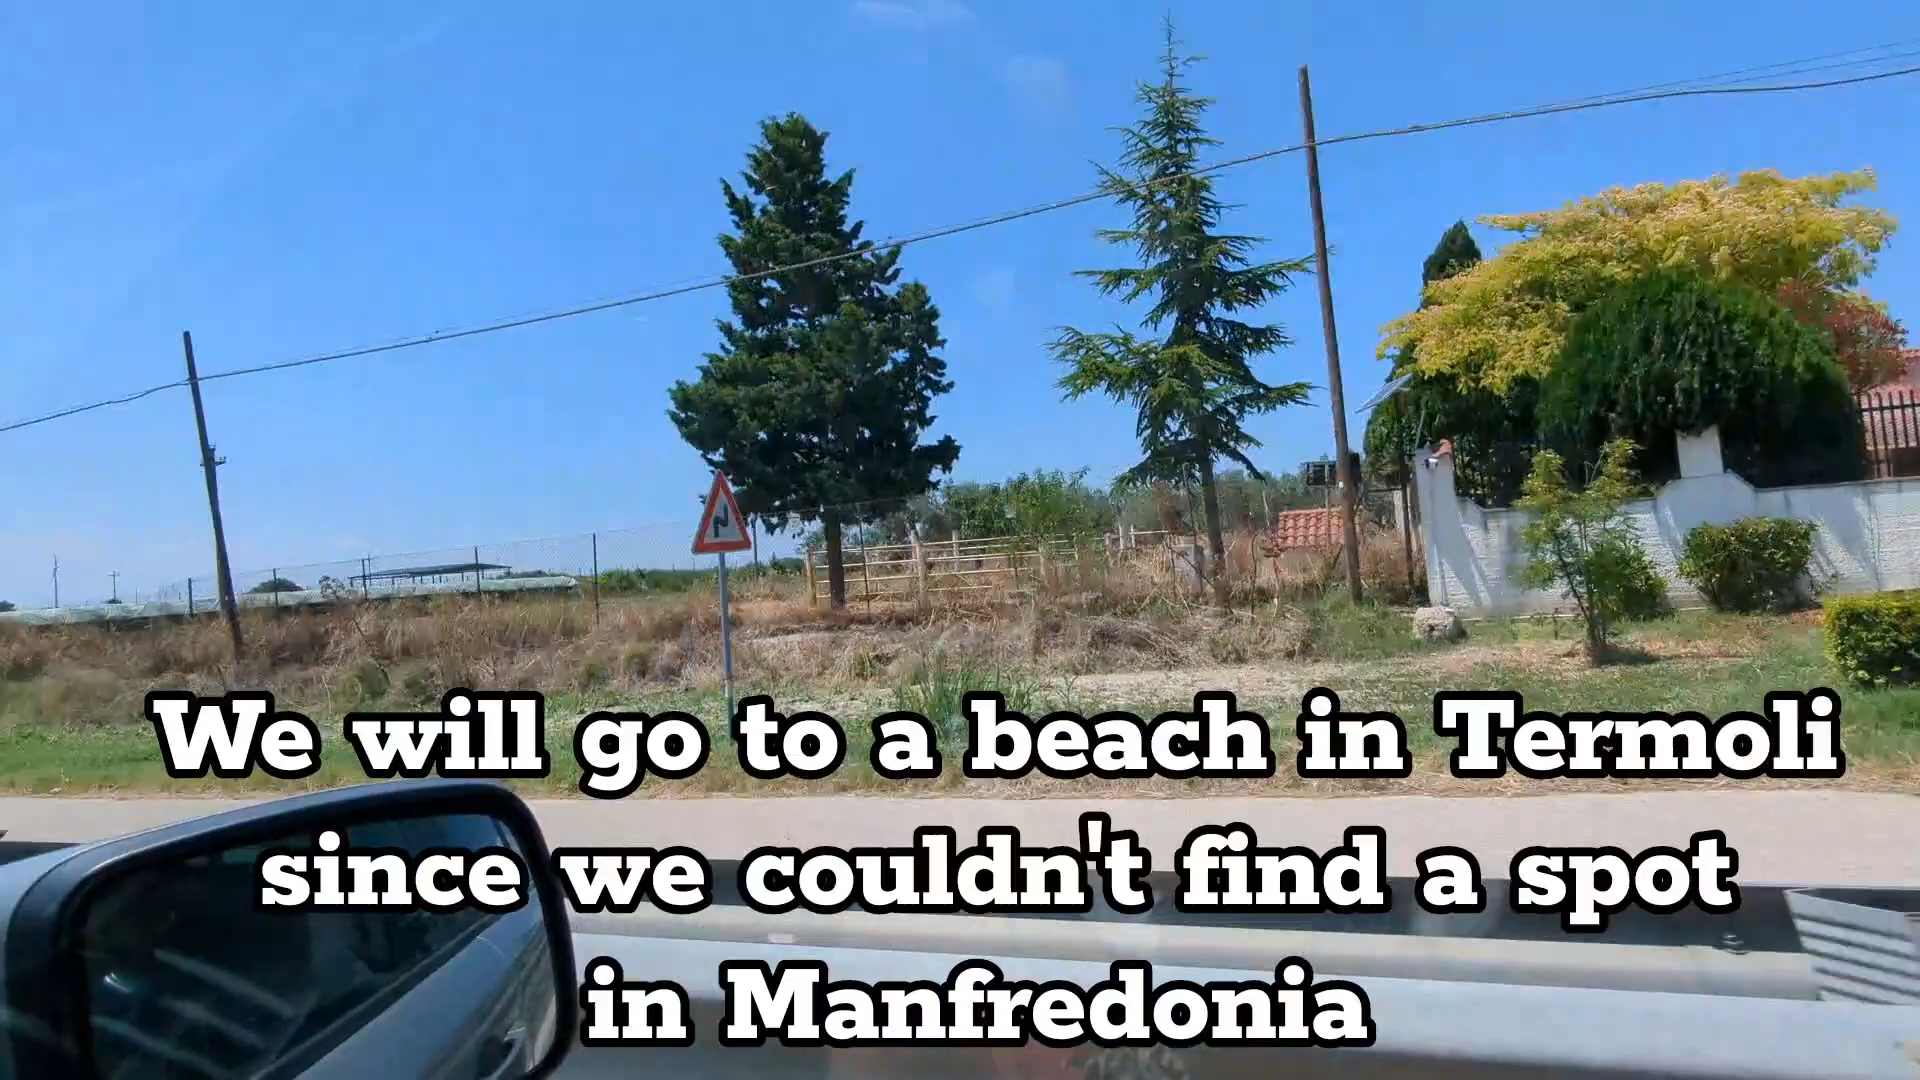 We will go to a beach in Termoli
since we couldn't find a spot
in Manfredonia